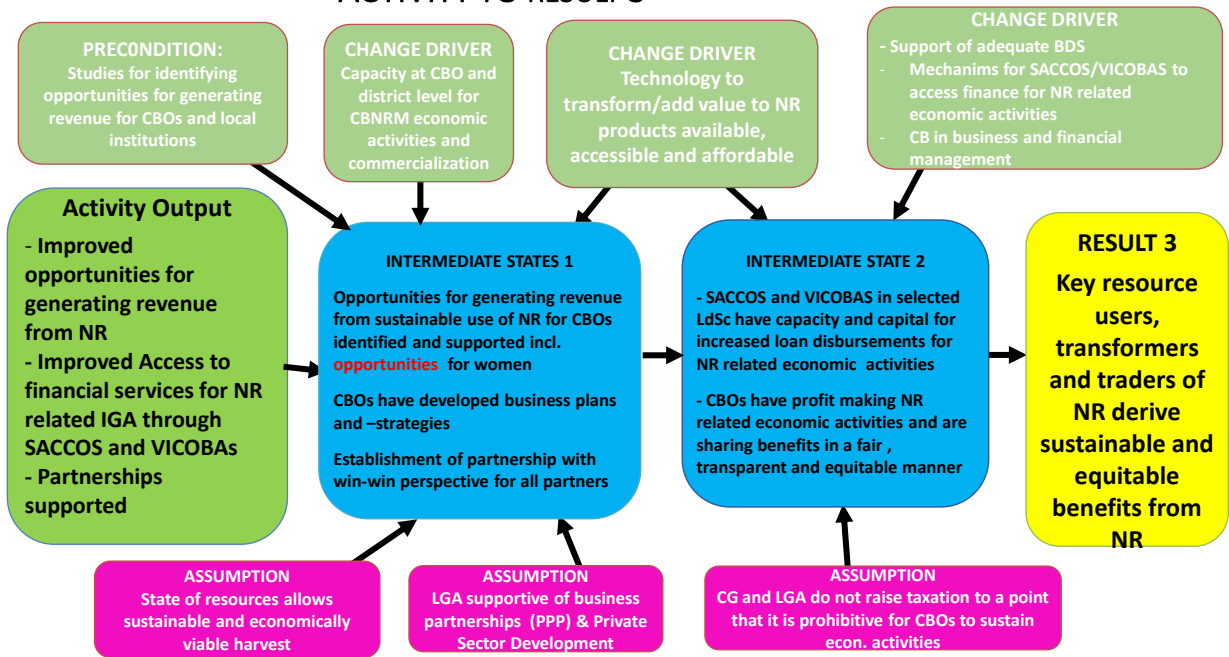 PREC0NDITION:
Studies for identifying
opportunities for generating
revenue for CBOs and local
institutions
CHANGE DRIVER
Capacity at CBO and
district level for
CBNRM economic
activities and
commercialization
CHANGE DRIVER
Technology to
transform/add value to NR
products available,
accessible and affordable
CHANGE DRIVER
- Support of adequate BDS
- Mechanims for SACCOS/VICOBAS to
access finance for NR related
economic activities
- CB in business and financial
management
Activity Output
- Improved
opportunities for
generating revenue
from NR
- Improved Access to
financial services for NR
related IGA through
SACCOS and VICOBAs
- Partnerships
supported
INTERMEDIATE STATES 1
Opportunities for generating revenue
from sustainable use of NR for CBOs
identified and supported incl.
opportunities for women
CBOs have developed business plans
and –strategies
Establishment of partnership with
win-win perspective for all partners
INTERMEDIATE STATE 2
- SACCOS and VICOBAS in selected
LdSc have capacity and capital for
increased loan disbursements for
NR related economic activities
- CBOs have profit making NR
related economic activities and are
sharing benefits in a fair ,
transparent and equitable manner
RESULT 3
Key resource
users,
transformers
and traders of
NR derive
sustainable and
equitable
benefits from
NR
ASSUMPTION
State of resources allows
sustainable and economically
viable harvest
ASSUMPTION
LGA supportive of business
partnerships (PPP) & Private
Sector Development
ASSUMPTION
CG and LGA do not raise taxation to a point
that it is prohibitive for CBOs to sustain
econ. activities